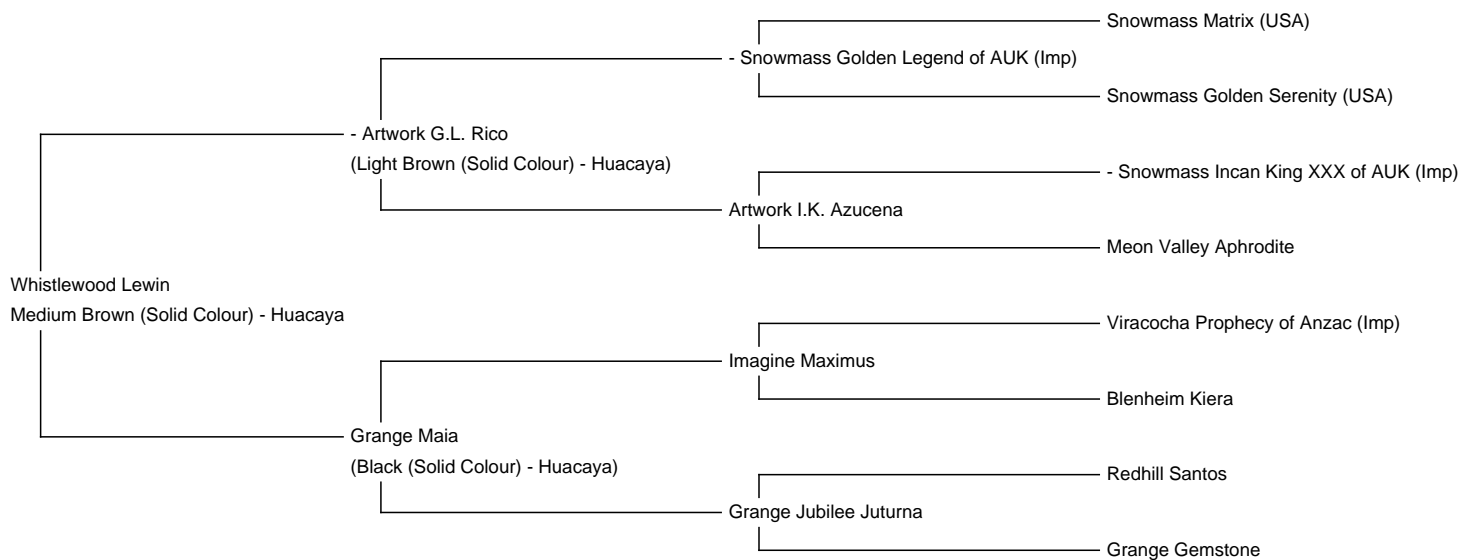 Snowmass Matrix (USA)
- Snowmass Golden Legend of AUK (Imp)
Snowmass Golden Serenity (USA)
- Artwork G.L. Rico
(Light Brown (Solid Colour) - Huacaya)
- Snowmass Incan King XXX of AUK (Imp)
Artwork I.K. Azucena
Meon Valley Aphrodite
Whistlewood Lewin
Medium Brown (Solid Colour) - Huacaya
Viracocha Prophecy of Anzac (Imp)
Imagine Maximus
Blenheim Kiera
Grange Maia
(Black (Solid Colour) - Huacaya)
Redhill Santos
Grange Jubilee Juturna
Grange Gemstone